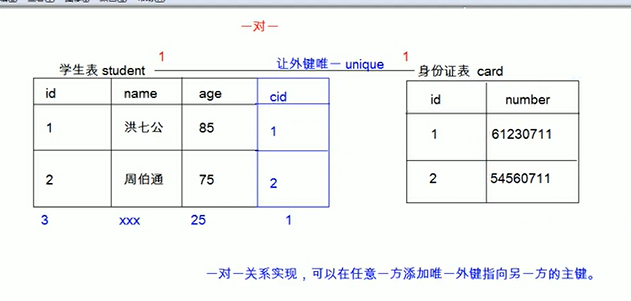 一对一
1 1
让外键唯一 unique
学生表 student 身份证表 card
id name age cid id number
1 洪七公 85 1 1 61230711
2 周伯通 75 2 2 54560711
3 xxx 25 1
一对一关系实现，可以在任意一方添加唯一外键指向另一方的主键。